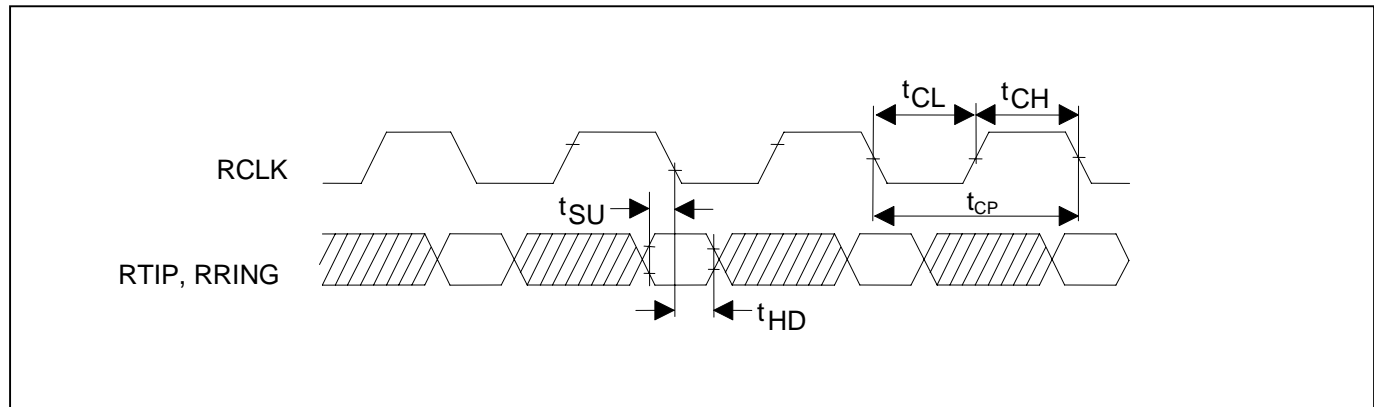 tCL tCH
RCLK
tSU tCP
RTIP, RRING
tHD